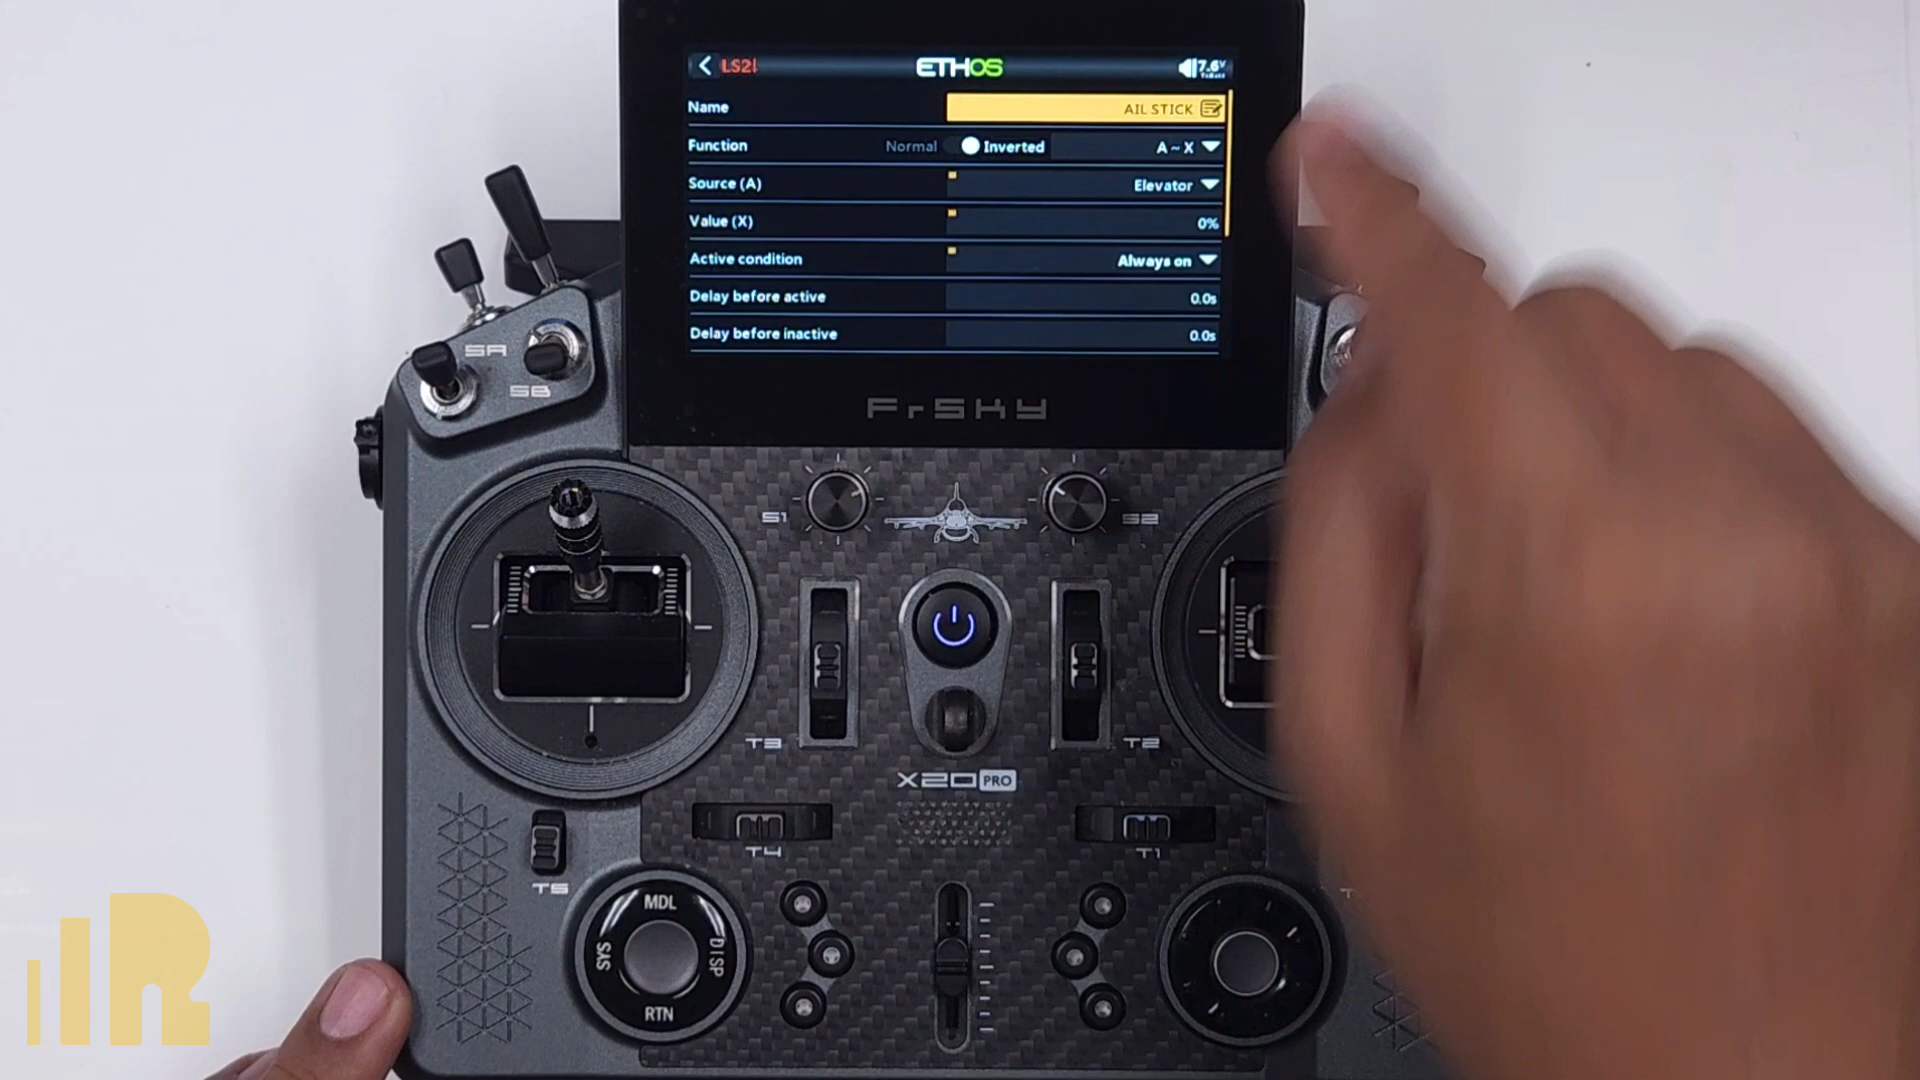 LS2!
ETHOS
7.6V
Name
AIL STICK
Function
Normal
Inverted
A ~ X
Source (A)
Elevator
Value (X)
0%
Active condition
Always on
Delay before active
0.0s
Delay before inactive
0.0s
FrSKY
SA
SB
S1
S2
T3
T2
X20 PRO
T4
T1
T5
MDL
SYS
DISP
RTN
R